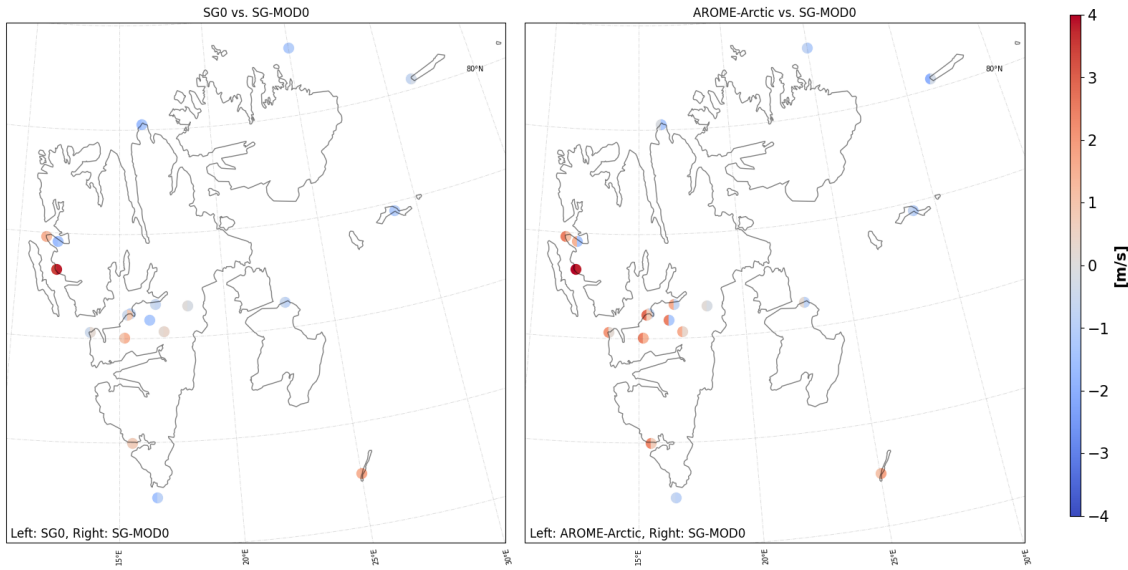 SG0 vs. SG-MOD0
AROME-Arctic vs. SG-MOD0
80°N
80°N
4
3
2
1
0
−1
−2
−3
−4
[m/s]
Left: SG0, Right: SG-MOD0
Left: AROME-Arctic, Right: SG-MOD0
15°E
20°E
25°E
30°E
15°E
20°E
25°E
30°E